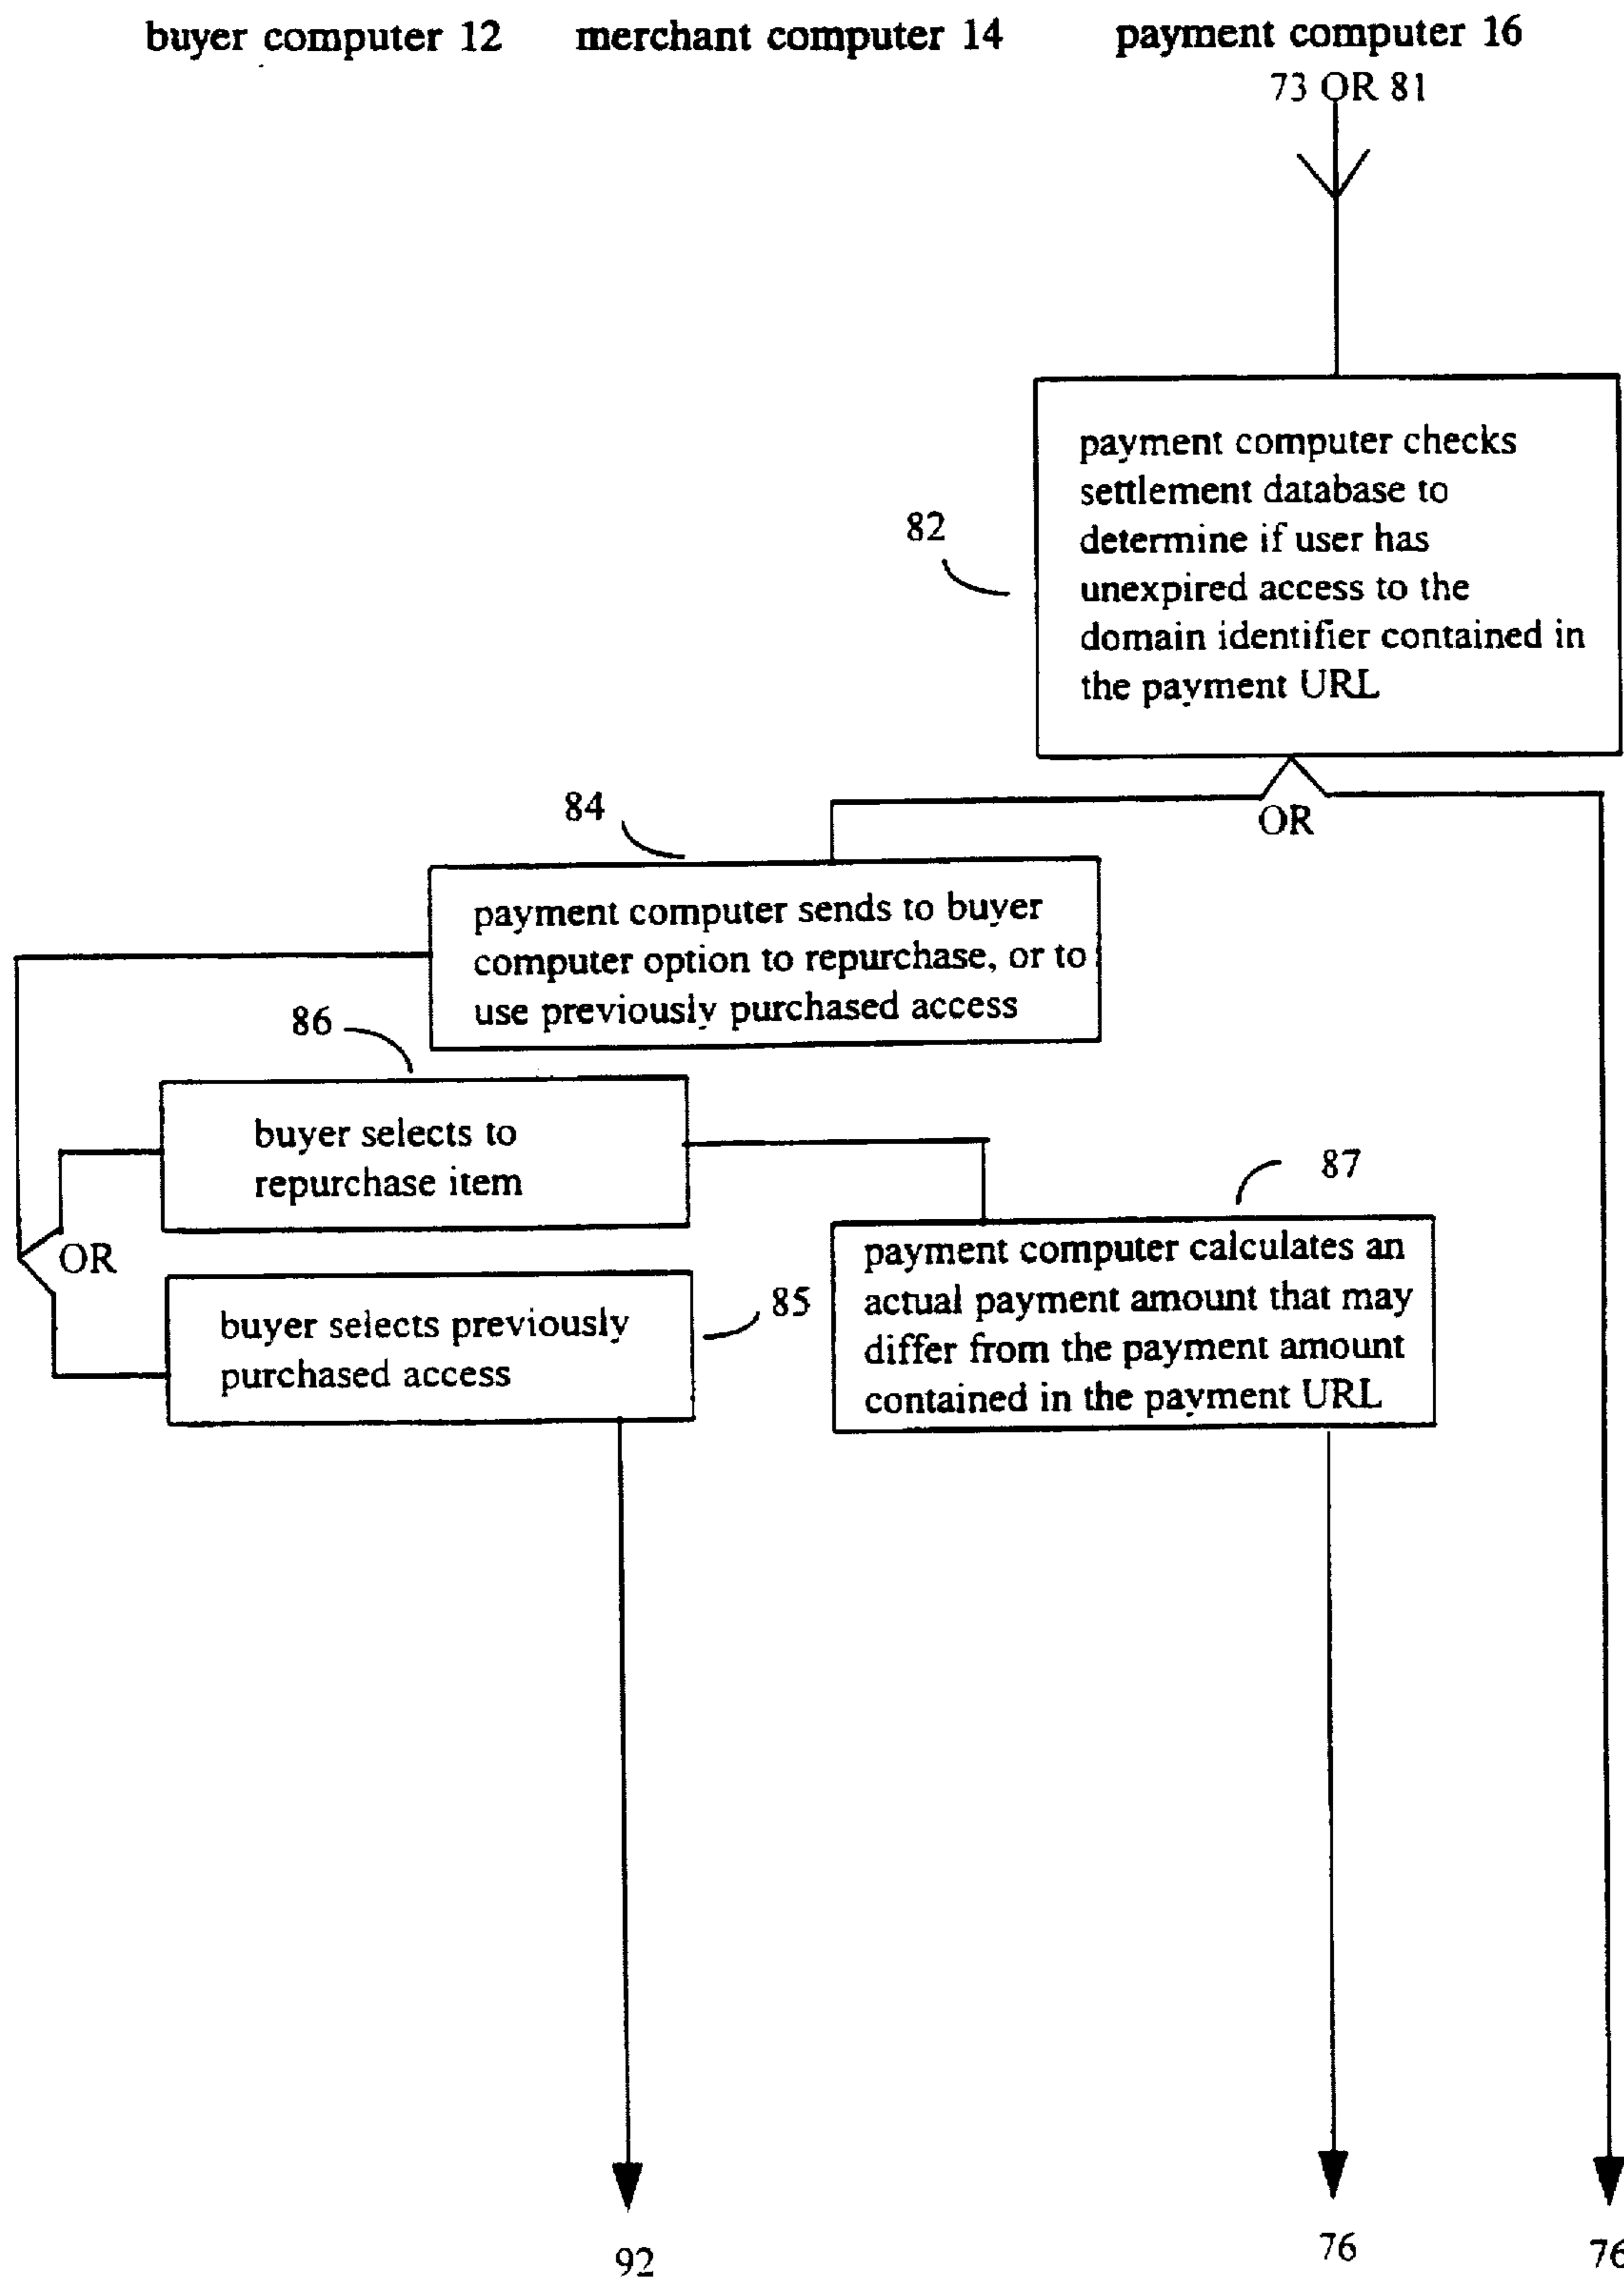 buyer computer 12 merchant computer 14 payment computer 16
73 OR 81
82
payment computer checks
settlement database to
determine if user has
unexpired access to the
domain identifier contained in
the payment URL
OR
84
payment computer sends to buyer
computer option to repurchase, or to
use previously purchased access
86
buyer selects to
repurchase item
OR
87
payment computer calculates an
actual payment amount that may
differ from the payment amount
contained in the payment URL
85
buyer selects previously
purchased access
92
76
76